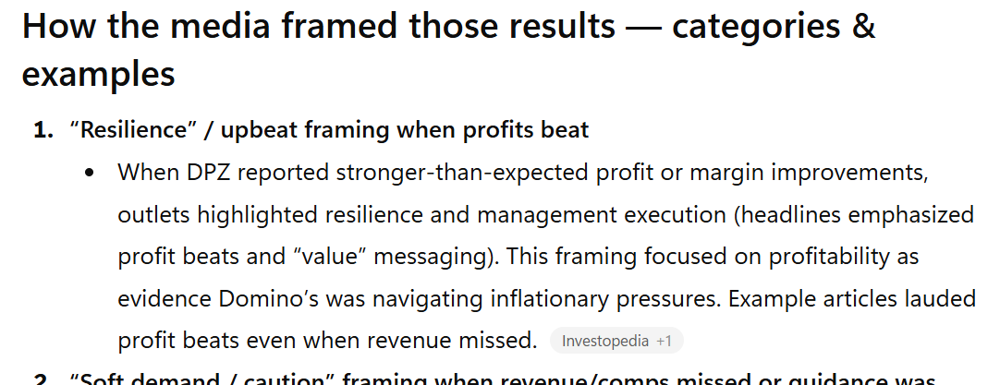 How the media framed those results — categories &
examples
1. “Resilience” / upbeat framing when profits beat
• When DPZ reported stronger-than-expected profit or margin improvements,
outlets highlighted resilience and management execution (headlines emphasized
profit beats and “value” messaging). This framing focused on profitability as
evidence Domino’s was navigating inflationary pressures. Example articles lauded
profit beats even when revenue missed. Investopedia +1
2. “Soft demand / caution” framing when revenue/comps missed or guidance was